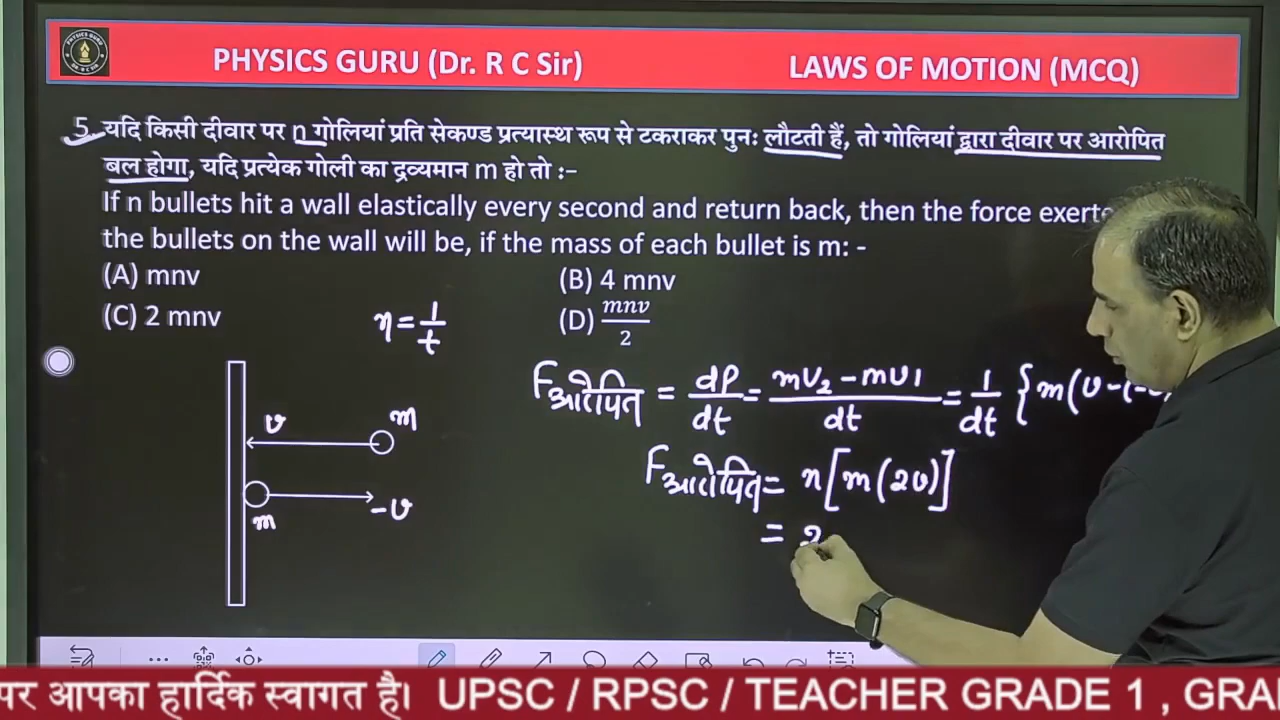 PHYSICS GURU (Dr. R C Sir) LAWS OF MOTION (MCQ)
5. यदि किसी दीवार पर n गोलियां प्रति सेकण्ड प्रत्यास्थ रूप से टकराकर पुनः लौटती हैं, तो गोलियां द्वारा दीवार पर आरोपित
बल होगा, यदि प्रत्येक गोली का द्रव्यमान m हो तो :-
If n bullets hit a wall elastically every second and return back, then the force
the bullets on the wall will be, if the mass of each bullet is m: -
(A) mnv (B) 4 mnv
(C) 2 mnv (D) mnv/2
n = 1/t
F आरोपित = dp/dt = mv₂ - mv1/dt = 1/dt {m(v-(-
v m
m -v
F आरोपित = n[m(2v)]
= 2
पर आपका हार्दिक स्वागत है। UPSC / RPSC / TEACHER GRADE 1 ,